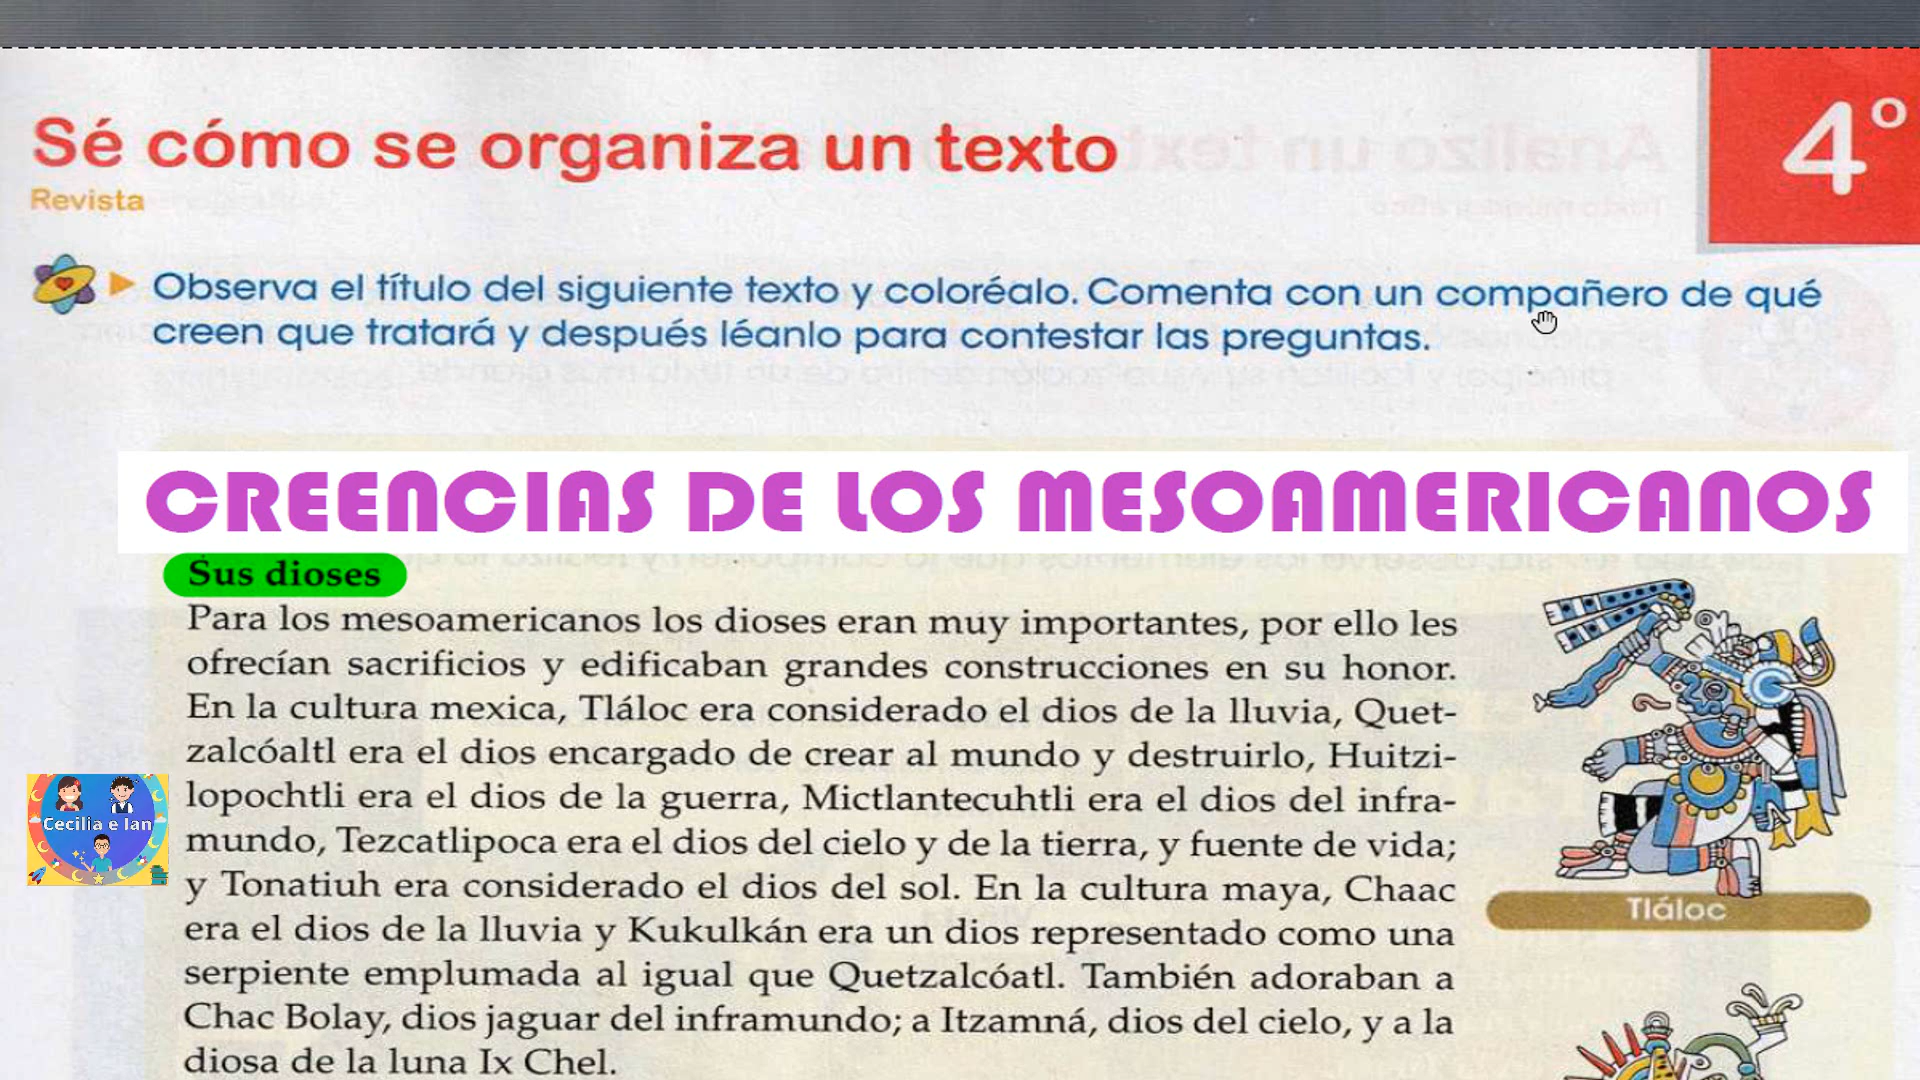 Sé cómo se organiza un texto
4º
Revista
Observa el título del siguiente texto y coloréalo. Comenta con un compañero de qué
creen que tratará y después léanlo para contestar las preguntas.
CREENCIAS DE LOS MESOAMERICANOS
Sus dioses
Para los mesoamericanos los dioses eran muy importantes, por ello les
ofrecían sacrificios y edificaban grandes construcciones en su honor.
En la cultura mexica, Tláloc era considerado el dios de la lluvia, Quet-
zalcóaltl era el dios encargado de crear al mundo y destruirlo, Huitzi-
lopochtli era el dios de la guerra, Mictlantecuhtli era el dios del infra-
mundo, Tezcatlipoca era el dios del cielo y de la tierra, y fuente de vida;
y Tonatiuh era considerado el dios del sol. En la cultura maya, Chaac
era el dios de la lluvia y Kukulkán era un dios representado como una
serpiente emplumada al igual que Quetzalcóatl. También adoraban a
Chac Bolay, dios jaguar del inframundo; a Itzamná, dios del cielo, y a la
diosa de la luna Ix Chel.
Tláloc
Cecilia e Ian